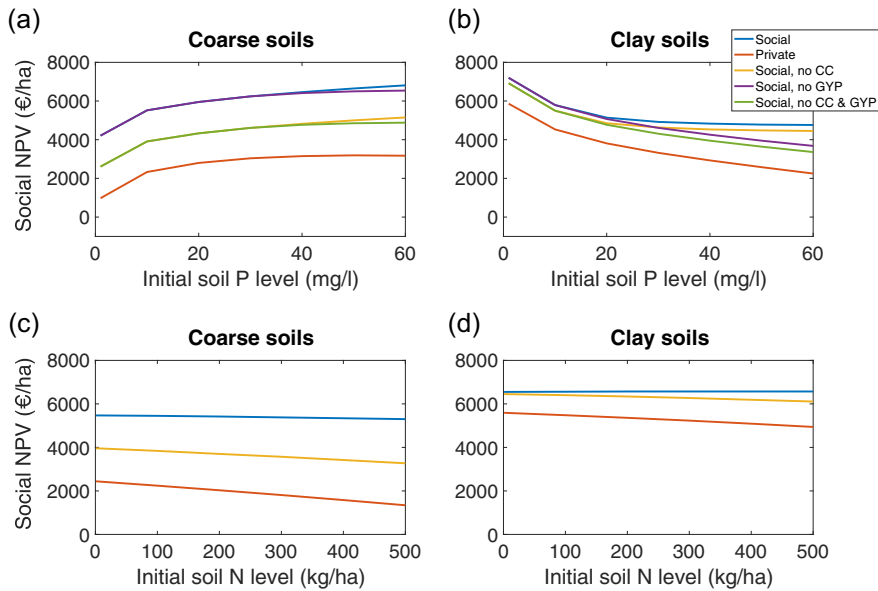 (a)
Coarse soils
Social NPV (€/ha)
8000
6000
4000
2000
0
0 20 40 60
Initial soil P level (mg/l)
(b)
Clay soils
8000
6000
4000
2000
0
0 20 40 60
Initial soil P level (mg/l)
Social
Private
Social, no CC
Social, no GYP
Social, no CC & GYP
(c)
Coarse soils
Social NPV (€/ha)
8000
6000
4000
2000
0
0 100 200 300 400 500
Initial soil N level (kg/ha)
(d)
Clay soils
8000
6000
4000
2000
0
0 100 200 300 400 500
Initial soil N level (kg/ha)